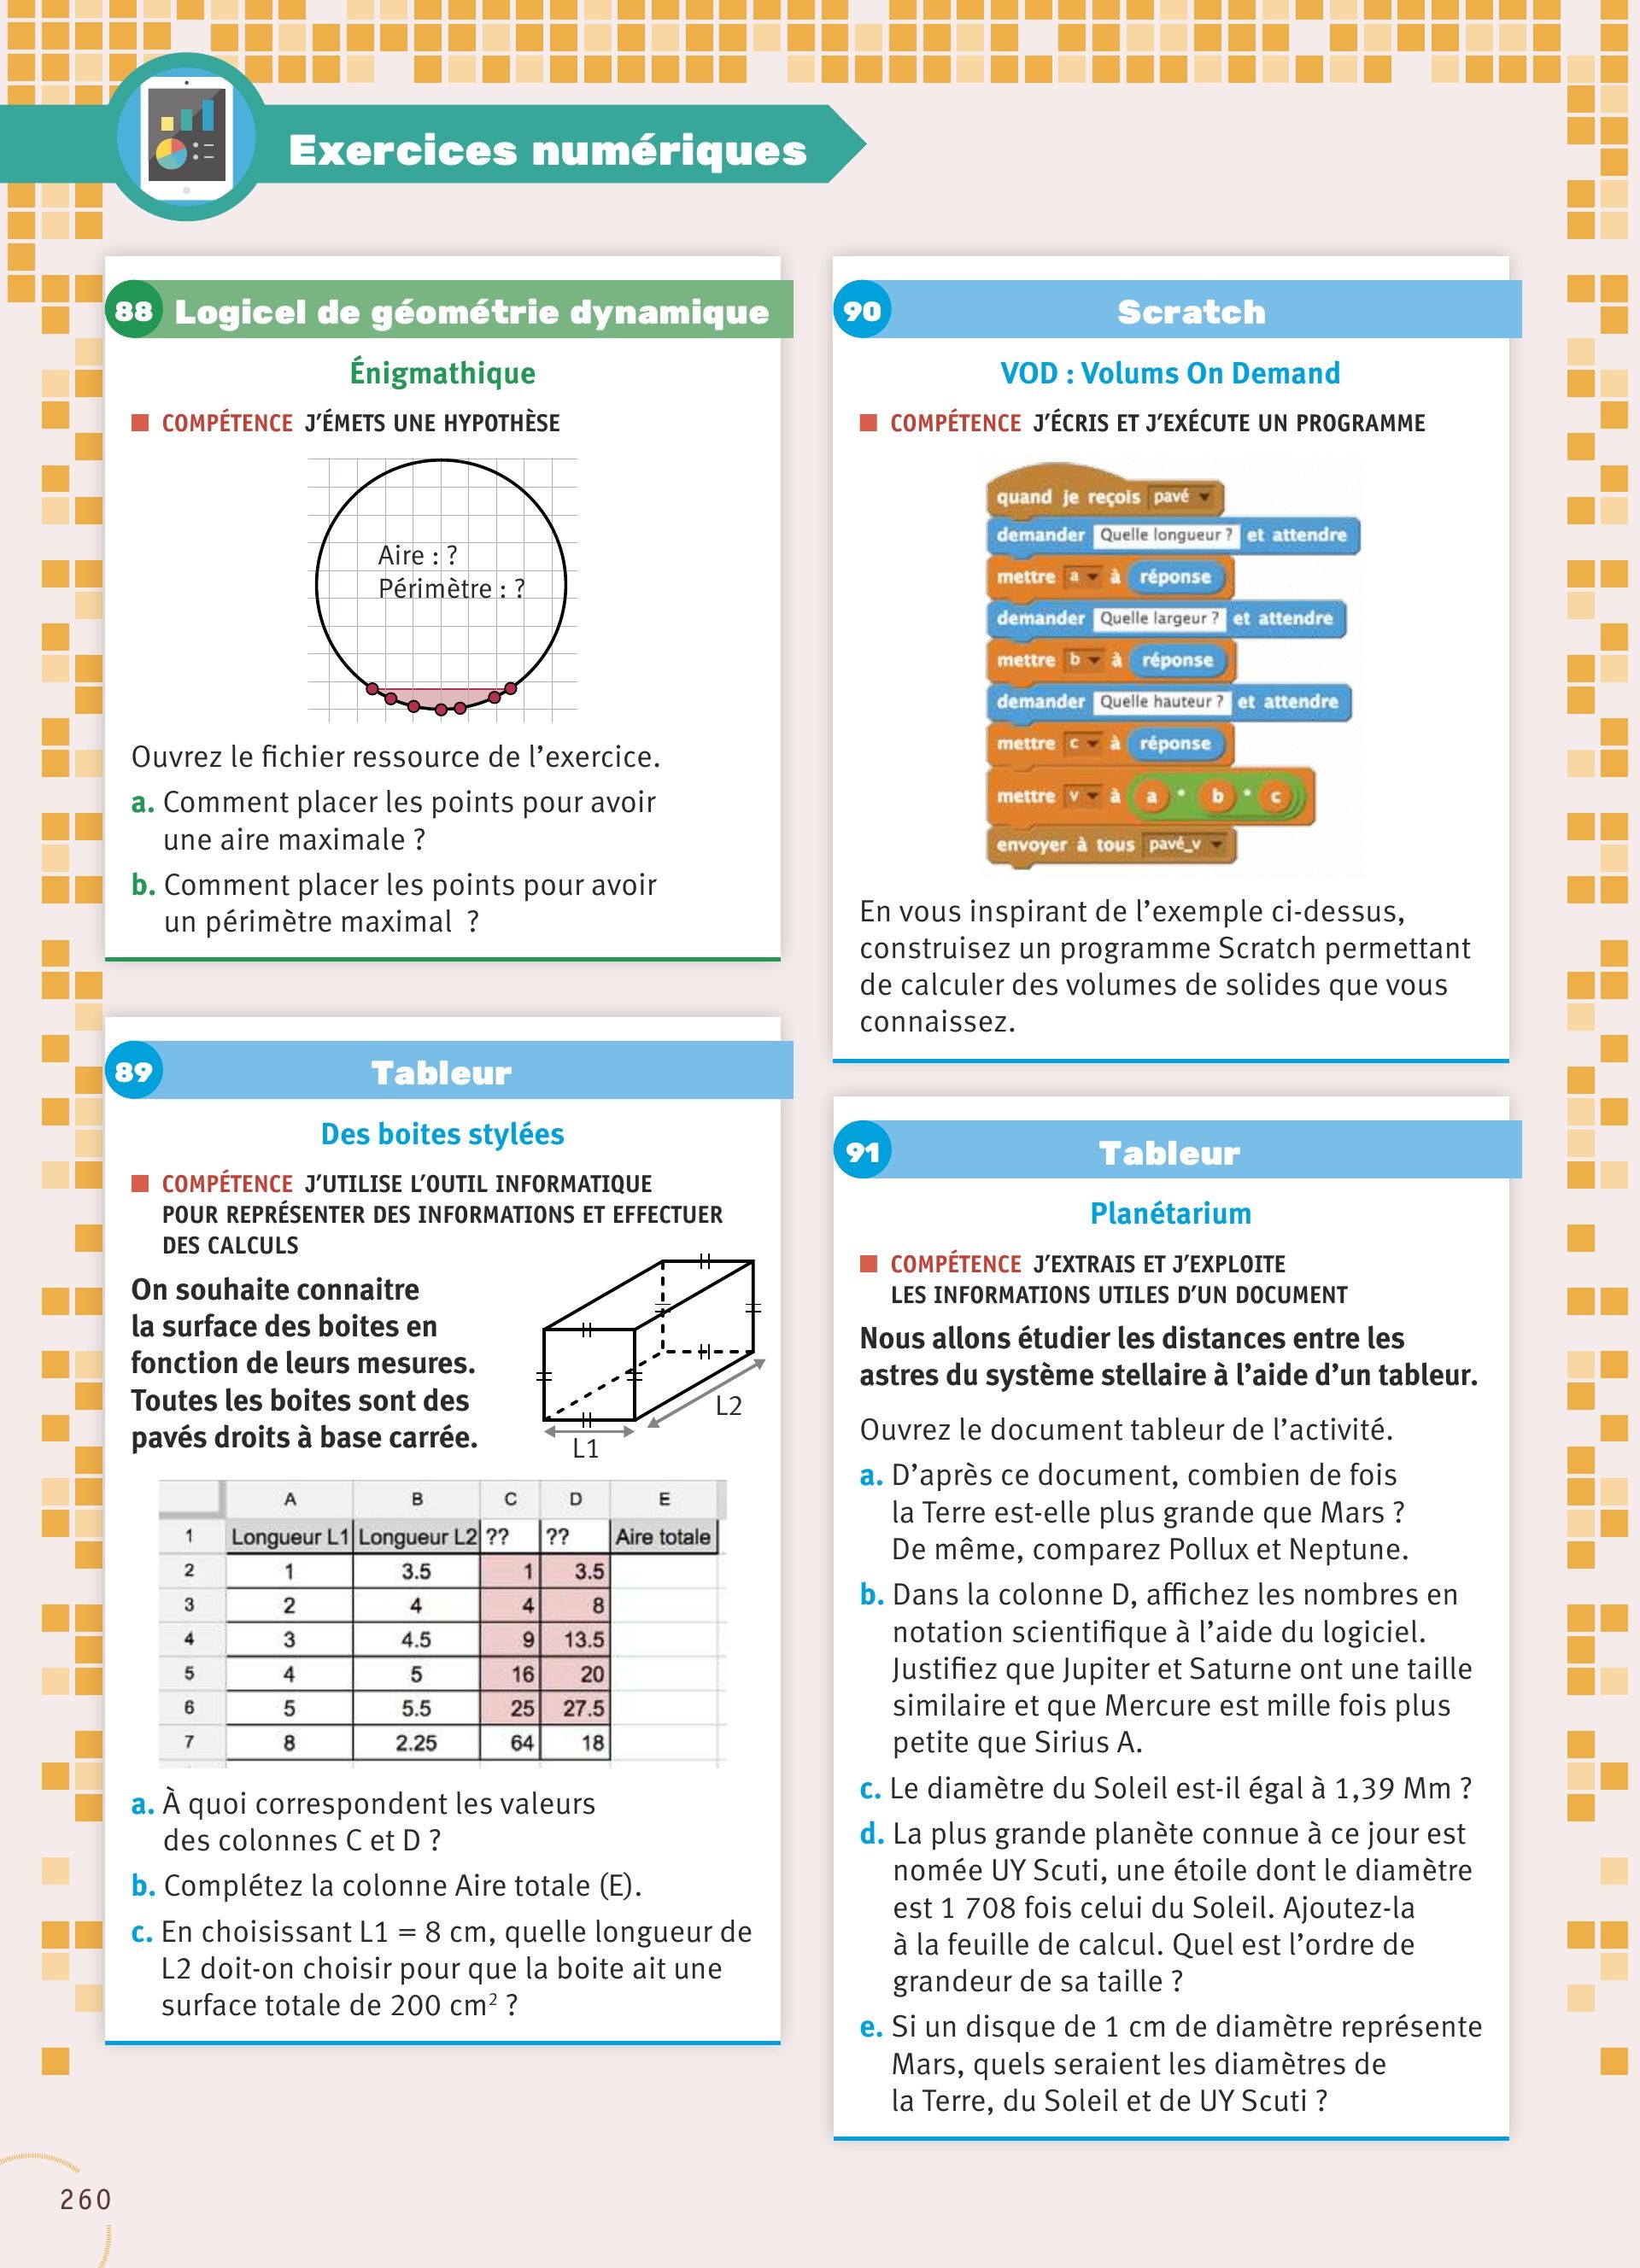 Exercices numériques
88 Logicel de géométrie dynamique
Énigmathique
COMPÉTENCE J'ÉMETS UNE HYPOTHÈSE
Aire : ?
Périmètre : ?
Ouvrez le fichier ressource de l'exercice.
a. Comment placer les points pour avoir
une aire maximale ?
b. Comment placer les points pour avoir
un périmètre maximal ?
89 Tableur
Des boites stylées
COMPÉTENCE J'UTILISE L'OUTIL INFORMATIQUE
POUR REPRÉSENTER DES INFORMATIONS ET EFFECTUER
DES CALCULS
On souhaite connaitre
la surface des boites en
fonction de leurs mesures.
Toutes les boites sont des
pavés droits à base carrée.
L2
L1
A B C D E
1 Longueur L1 Longueur L2 ?? ?? Aire totale
2 1 3.5 1 3.5
3 2 4 4 8
4 3 4.5 9 13.5
5 4 5 16 20
6 5 5.5 25 27.5
7 8 2.25 64 18
a. À quoi correspondent les valeurs
des colonnes C et D ?
b. Complétez la colonne Aire totale (E).
c. En choisissant L1 = 8 cm, quelle longueur de
L2 doit-on choisir pour que la boite ait une
surface totale de 200 cm² ?
90 Scratch
VOD : Volums On Demand
COMPÉTENCE J'ÉCRIS ET J'EXÉCUTE UN PROGRAMME
quand je reçois pavé
demander Quelle longueur ? et attendre
mettre a à réponse
demander Quelle largeur ? et attendre
mettre b à réponse
demander Quelle hauteur ? et attendre
mettre c à réponse
mettre v à a * b * c
envoyer à tous pavé_v
En vous inspirant de l'exemple ci-dessus,
construisez un programme Scratch permettant
de calculer des volumes de solides que vous
connaissez.
91 Tableur
Planétarium
COMPÉTENCE J'EXTRAIS ET J'EXPLOITE
LES INFORMATIONS UTILES D'UN DOCUMENT
Nous allons étudier les distances entre les
astres du système stellaire à l'aide d'un tableur.
Ouvrez le document tableur de l'activité.
a. D'après ce document, combien de fois
la Terre est-elle plus grande que Mars ?
De même, comparez Pollux et Neptune.
b. Dans la colonne D, affichez les nombres en
notation scientifique à l'aide du logiciel.
Justifiez que Jupiter et Saturne ont une taille
similaire et que Mercure est mille fois plus
petite que Sirius A.
c. Le diamètre du Soleil est-il égal à 1,39 Mm ?
d. La plus grande planète connue à ce jour est
nomée UY Scuti, une étoile dont le diamètre
est 1 708 fois celui du Soleil. Ajoutez-la
à la feuille de calcul. Quel est l'ordre de
grandeur de sa taille ?
e. Si un disque de 1 cm de diamètre représente
Mars, quels seraient les diamètres de
la Terre, du Soleil et de UY Scuti ?
260